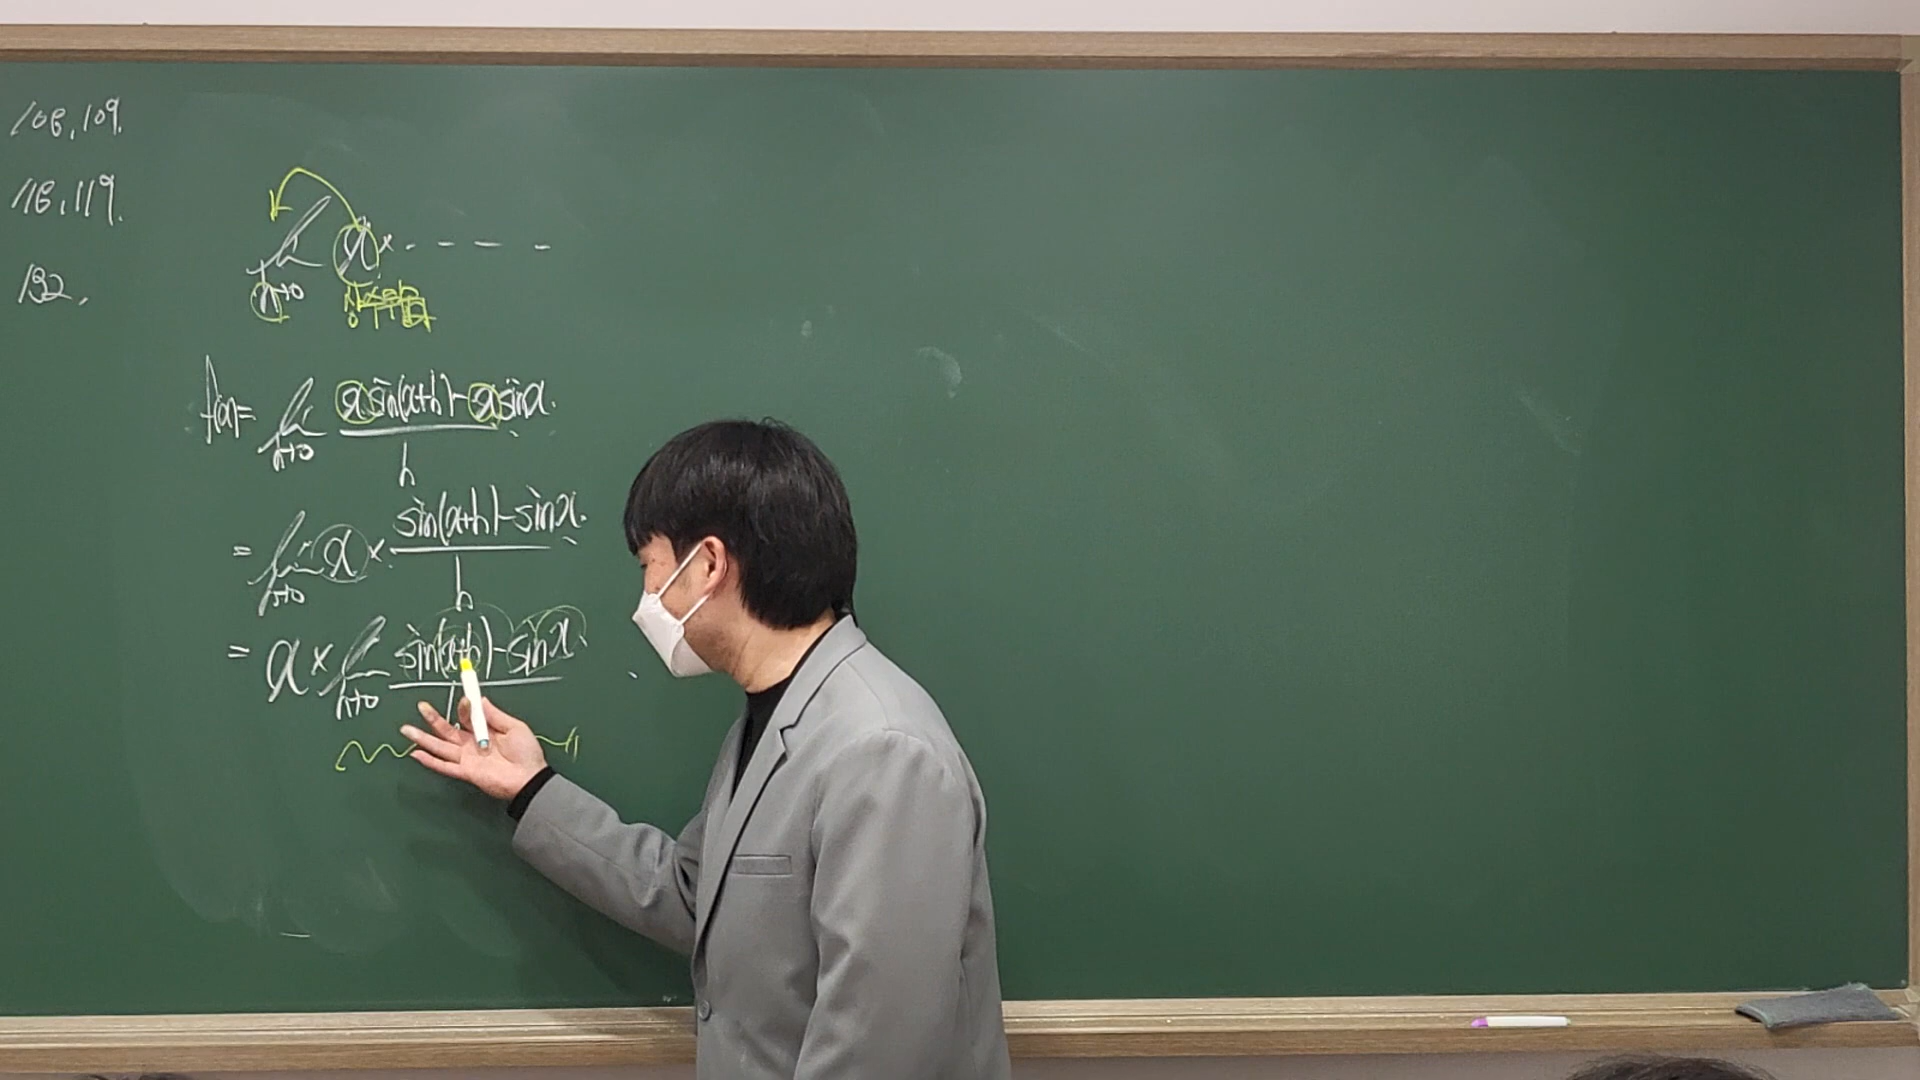 108, 109.
118, 119.
132.
lim x × - - - -
h→0
f(x) = lim x sin(x+h) - x sin x
h→0 h
= lim x × sin(x+h) - sin x
h→0 h
= x × lim sin(x+h) - sin x
h→0 h